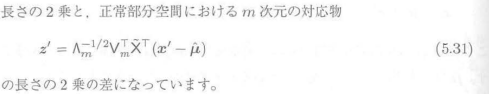 長さの2乗と、正常部分空間における m 次元の対応物
z′ = Λ_m^{-1/2} V_m^⊤ X̃^⊤ (x′ − μ̂) (5.31)
の長さの2乗の差になっています。